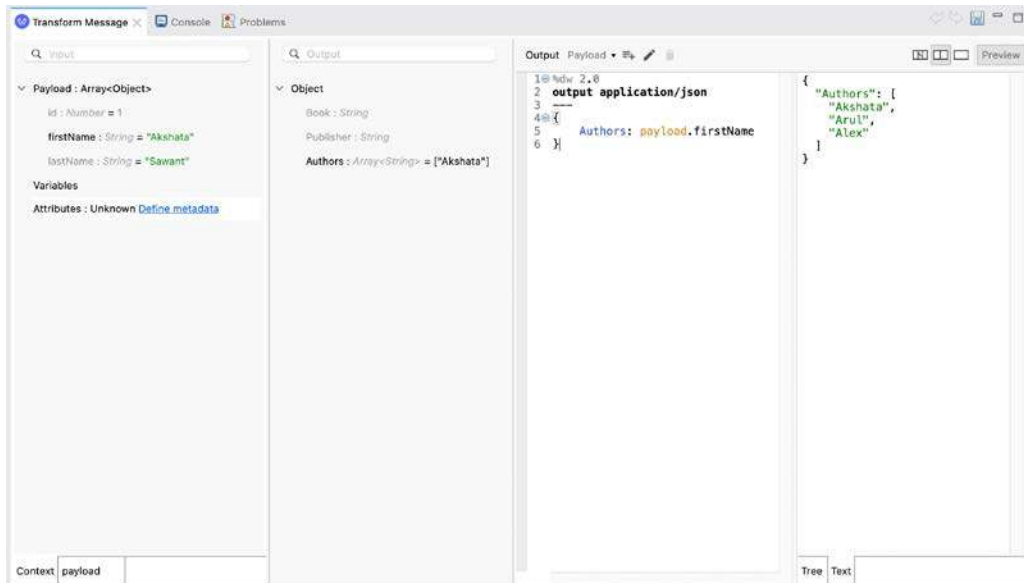 Transform Message Console Problems
Input
Payload : Array<Object>
id : Number = 1
firstName : String = "Akshata"
lastName : String = "Sawant"
Variables
Attributes : Unknown Define metadata
Context payload
Output
Object
Book : String
Publisher : String
Authors : Array<String> = ["Akshata"]
Output Payload Preview
1 %dw 2.0
2 output application/json
3 ---
4 {
5 Authors: payload.firstName
6 }
{
"Authors": [
"Akshata",
"Arul",
"Alex"
]
}
Tree Text